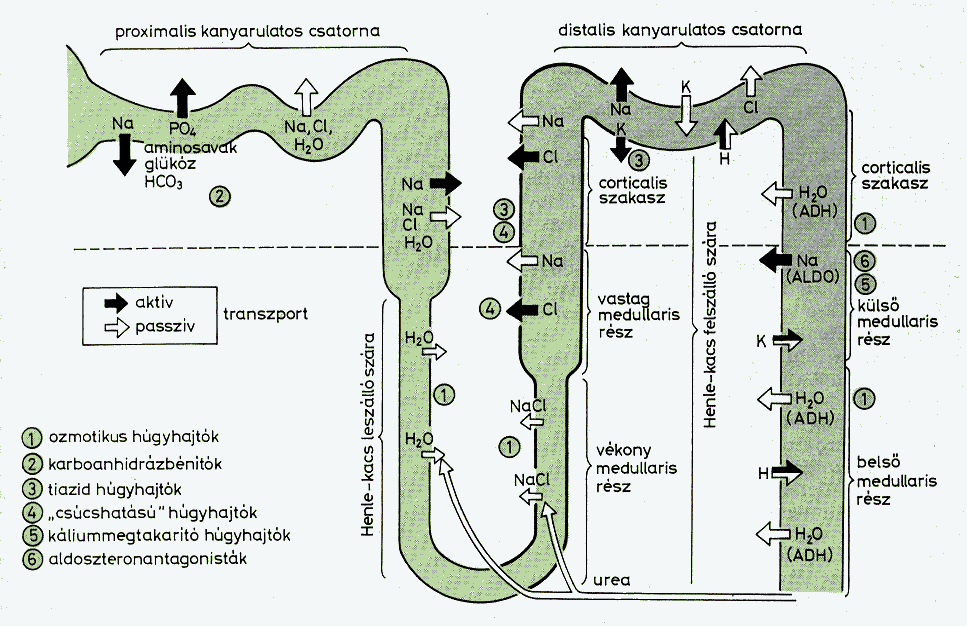 proximalis kanyarulatos csatorna
distalis kanyarulatos csatorna
Na
PO4
aminosavak
glükóz
HCO3
2
Na, Cl,
H2O
Na
Na
Cl
H2O
Na
Cl
3
4
Na
4
Cl
Na
K
3
K
H
Cl
corticalis
szakasz
vastag
medullaris
rész
vékony
medullaris
rész
urea
Henle-kacs felszálló szára
Henle-kacs leszálló szára
H2O
1
H2O
NaCl
1
NaCl
H2O
(ADH)
1
corticalis
szakasz
Na
(ALDO)
6
5
külső
medullaris
rész
K
H2O
(ADH)
1
H
belső
medullaris
rész
H2O
(ADH)
aktiv
passziv
transzport
1 ozmotikus húgyhajtók
2 karboanhidrázbénitók
3 tiazid húgyhajtók
4 „csúcshatású" húgyhajtók
5 káliummegtakaritó húgyhajtók
6 aldoszteronantagonisták